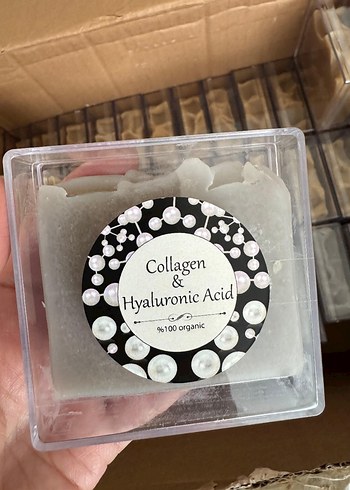 Collagen
&
Hyaluronic Acid
%100 organic